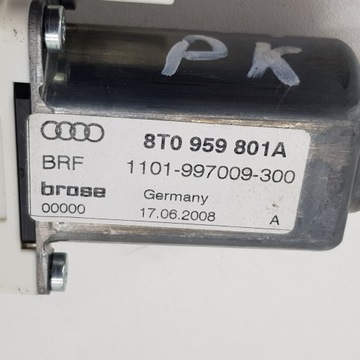 PK
8T0 959 801A
BRF 1101-997009-300
brose Germany
00000 17.06.2008 A